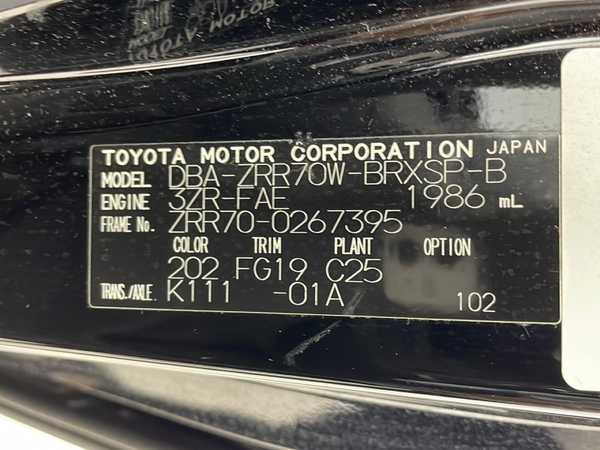 TOYOTA MOTOR CORPORATION JAPAN
MODEL DBA-ZRR70W-BRXSP-B
ENGINE 3ZR-FAE 1986 mL
FRAME No. ZRR70-0267395
COLOR TRIM PLANT OPTION
202 FG19 C25
TRANS./AXLE K111 -01A 102